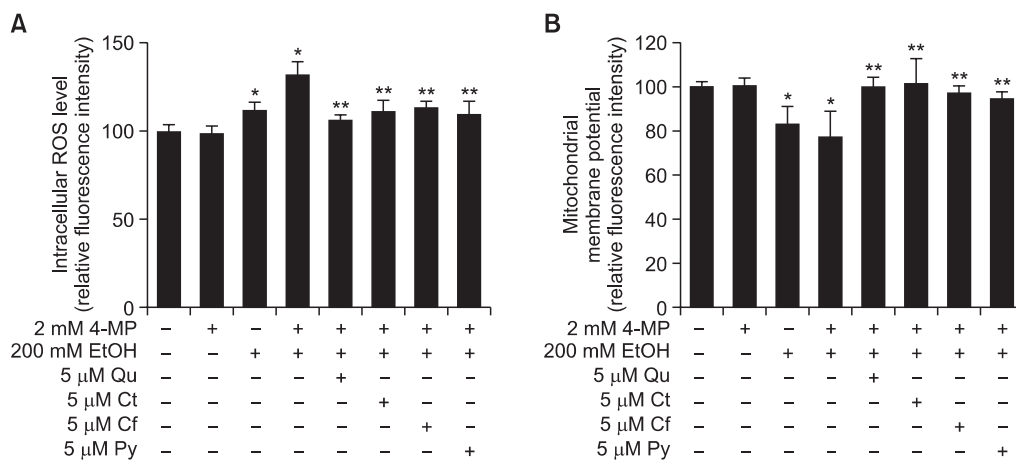 A
Intracellular ROS level
(relative fluorescence intensity)
150
100
50
0
*
*
**
**
**
**
2 mM 4-MP – + – + + + + +
200 mM EtOH – – + + + + + +
5 μM Qu – – – – + – – –
5 μM Ct – – – – – + – –
5 μM Cf – – – – – – + –
5 μM Py – – – – – – – +
B
Mitochondrial
membrane potential
(relative fluorescence intensity)
120
100
80
60
40
20
0
*
*
**
**
**
**
2 mM 4-MP – + – + + + + +
200 mM EtOH – – + + + + + +
5 μM Qu – – – – + – – –
5 μM Ct – – – – – + – –
5 μM Cf – – – – – – + –
5 μM Py – – – – – – – +